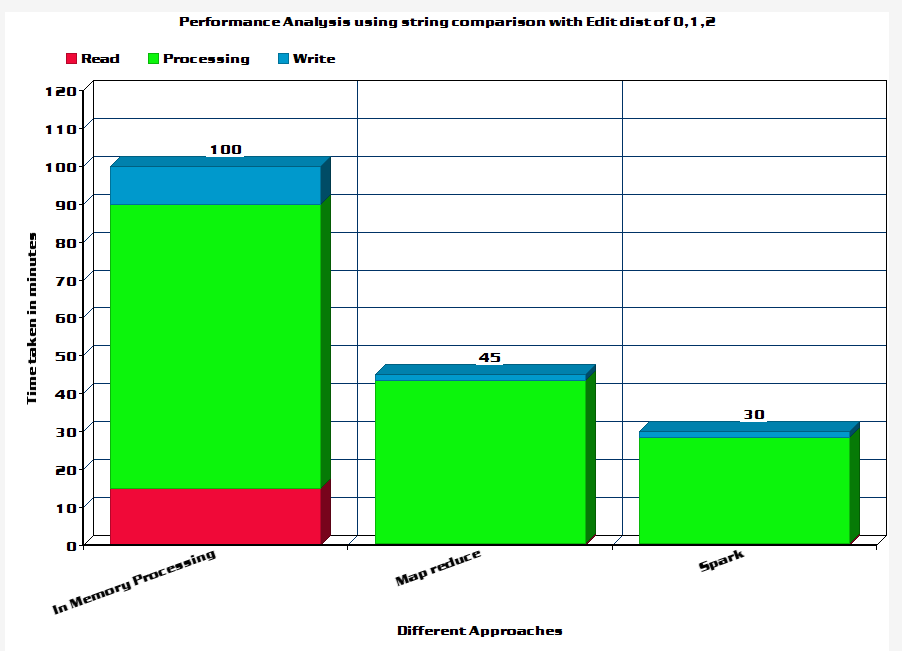 Performance Analysis using string comparison with Edit dist of 0,1,2
Read Processing Write
120
110
100
90
80
70
60
50
40
30
20
10
0
100
45
30
Time taken in minutes
In Memory Processing
Map reduce
Spark
Different Approaches